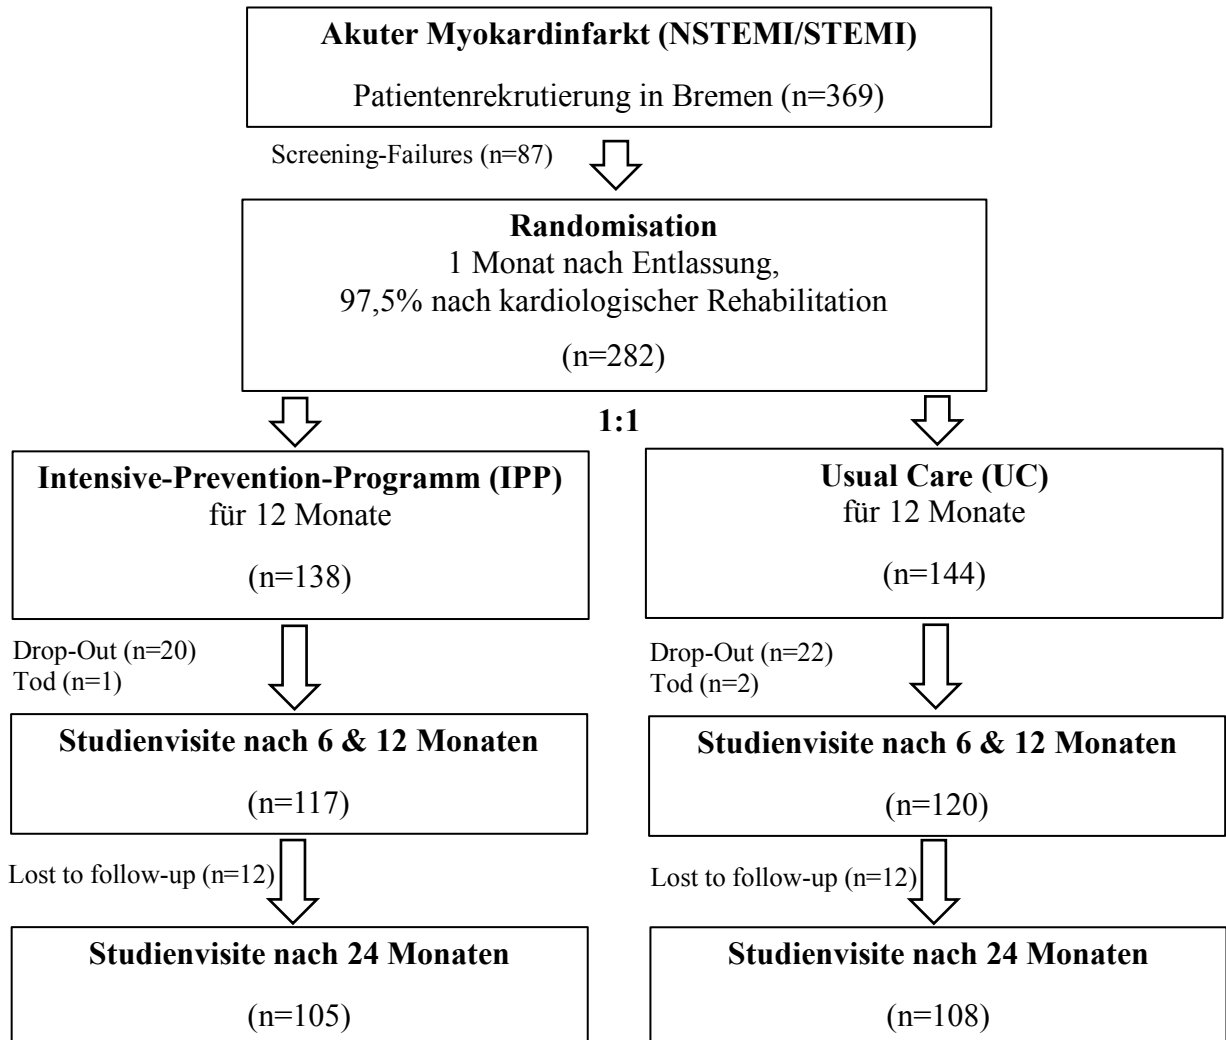 Akuter Myokardinfarkt (NSTEMI/STEMI)
Patientenrekrutierung in Bremen (n=369)
Screening-Failures (n=87)
Randomisation
1 Monat nach Entlassung,
97,5% nach kardiologischer Rehabilitation
(n=282)
1:1
Intensive-Prevention-Programm (IPP)
für 12 Monate
(n=138)
Usual Care (UC)
für 12 Monate
(n=144)
Drop-Out (n=20)
Tod (n=1)
Drop-Out (n=22)
Tod (n=2)
Studienvisite nach 6 & 12 Monaten
(n=117)
Studienvisite nach 6 & 12 Monaten
(n=120)
Lost to follow-up (n=12)
Lost to follow-up (n=12)
Studienvisite nach 24 Monaten
(n=105)
Studienvisite nach 24 Monaten
(n=108)